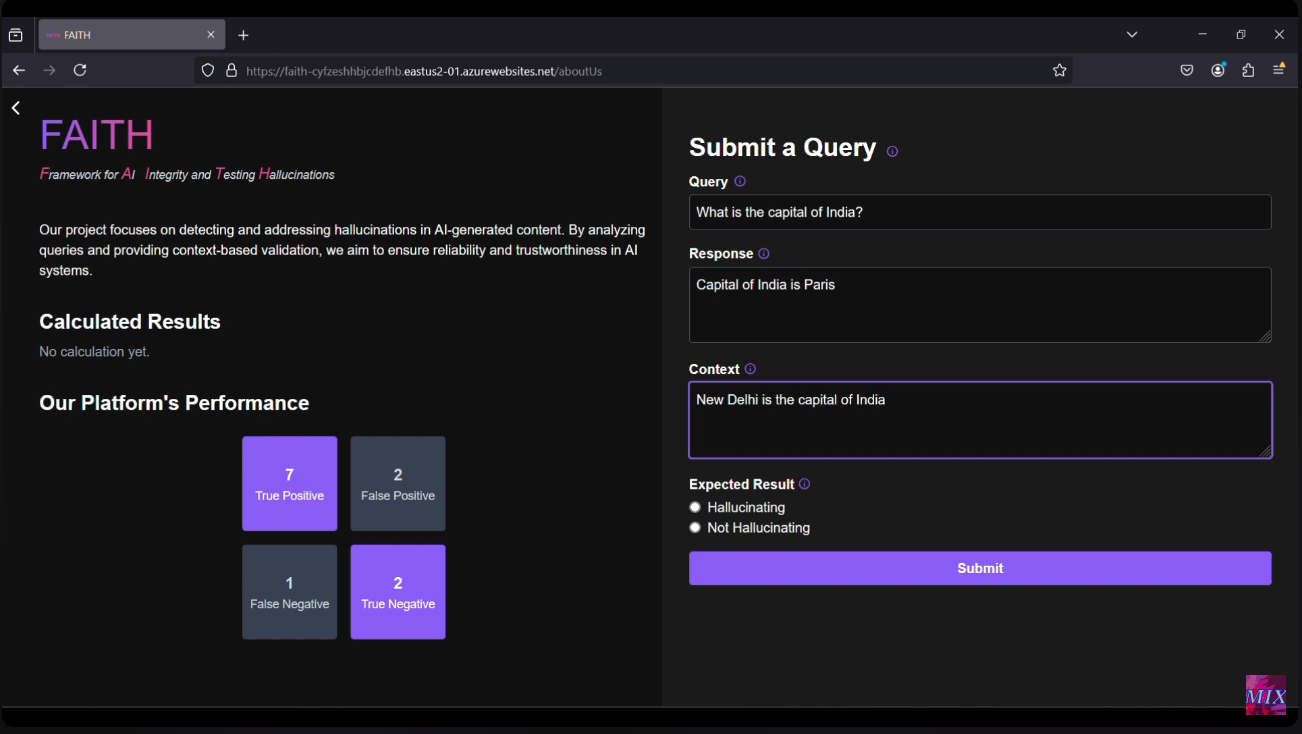 FAITH
https://faith-cyfzeshhbjcdefhb.eastus2-01.azurewebsites.net/aboutUs
FAITH
Framework for AI Integrity and Testing Hallucinations
Our project focuses on detecting and addressing hallucinations in AI-generated content. By analyzing
queries and providing context-based validation, we aim to ensure reliability and trustworthiness in AI
systems.
Calculated Results
No calculation yet.
Our Platform's Performance
7
True Positive
2
False Positive
1
False Negative
2
True Negative
Submit a Query
Query
What is the capital of India?
Response
Capital of India is Paris
Context
New Delhi is the capital of India
Expected Result
Hallucinating
Not Hallucinating
Submit
MIX